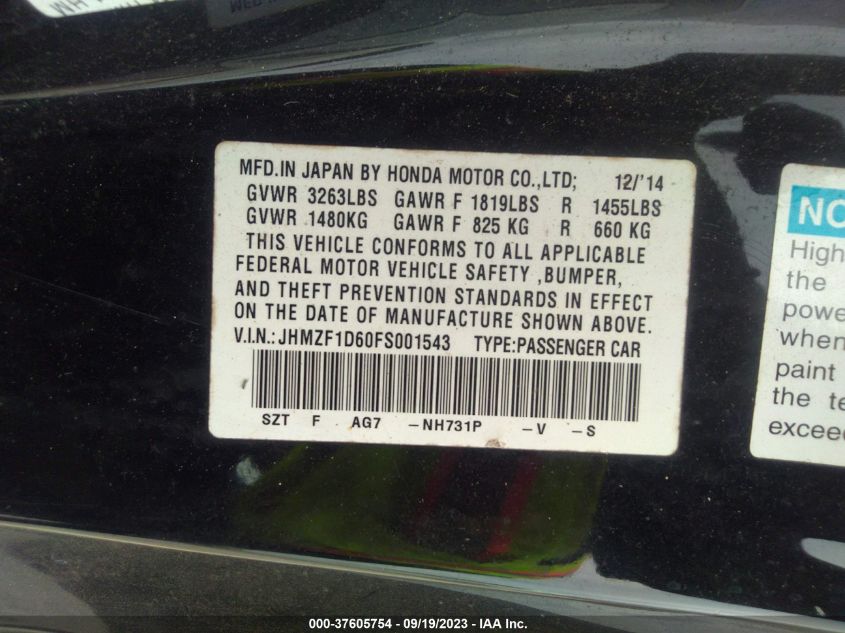 MFD.IN JAPAN BY HONDA MOTOR CO.,LTD; 12/'14
GVWR 3263LBS GAWR F 1819LBS R 1455LBS
GVWR 1480KG GAWR F 825 KG R 660 KG
THIS VEHICLE CONFORMS TO ALL APPLICABLE
FEDERAL MOTOR VEHICLE SAFETY ,BUMPER,
AND THEFT PREVENTION STANDARDS IN EFFECT
ON THE DATE OF MANUFACTURE SHOWN ABOVE.
V.I.N.: JHMZF1D60FS001543 TYPE:PASSENGER CAR
SZT F AG7 -NH731P -V -S
NO
High
the
powe
when
paint
the te
exceed
000-37605754 - 09/19/2023 - IAA Inc.